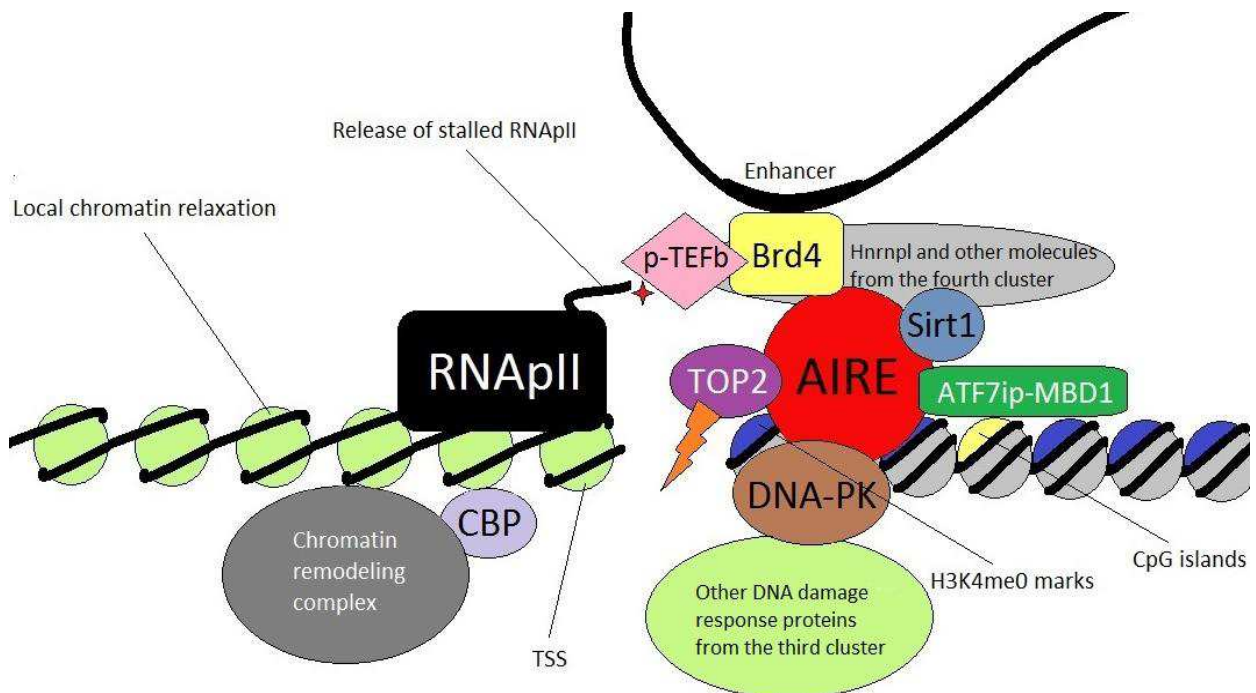 Release of stalled RNApII
Enhancer
Local chromatin relaxation
p-TEFb
Brd4
Hnrnpl and other molecules
from the fourth cluster
Sirt1
RNApII
TOP2
AIRE
ATF7ip-MBD1
DNA-PK
CBP
Chromatin
remodeling
complex
CpG islands
H3K4me0 marks
Other DNA damage
response proteins
from the third cluster
TSS